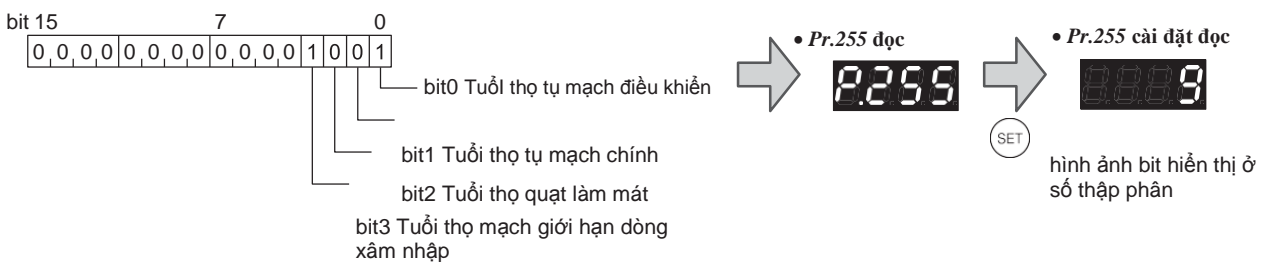 bit 15 7 0
0 0 0 0 0 0 0 0 0 0 0 0 1 0 0 1
bit0 TuổI thọ tụ mạch điều khiển
bit1 Tuổi thọ tụ mạch chính
bit2 Tuổi thọ quạt làm mát
bit3 Tuổi thọ mạch giới hạn dòng
xâm nhập
• Pr.255 đọc
P.255
SET
• Pr.255 cài đặt đọc
9
hình ảnh bit hiển thị ở
số thập phân